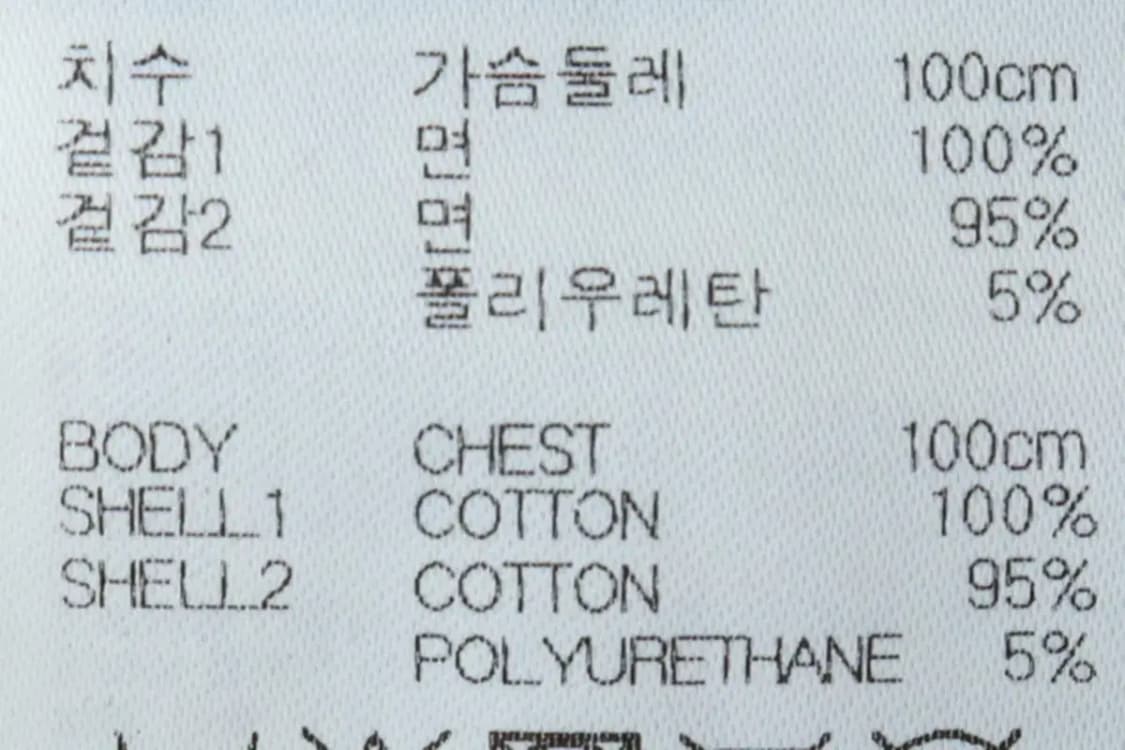 치수 가슴둘레 100cm
겉감1 면 100%
겉감2 면 95%
폴리우레탄 5%
BODY CHEST 100cm
SHELL1 COTTON 100%
SHELL2 COTTON 95%
POLYURETHANE 5%